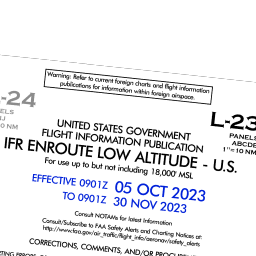 Warning: Refer to current foreign charts and flight information
publications for information within foreign airspace
-24
L-23
PANELS
ABCDE
1"=10 NM
10 NM
UNITED STATES GOVERNMENT
FLIGHT INFORMATION PUBLICATION
IFR ENROUTE LOW ALTITUDE - U.S.
For use up to but not including 18,000' MSL
EFFECTIVE 0901Z 05 OCT 2023
TO 0901Z 30 NOV 2023
Consult NOTAMs for latest information
Consult/Subscribe to FAA Safety Alerts and Charting Notices at:
http://www.faa.gov/air_traffic/flight_info/aeronav/safety_alerts
CORRECTIONS, COMMENTS, AND/OR PROCUREMENT